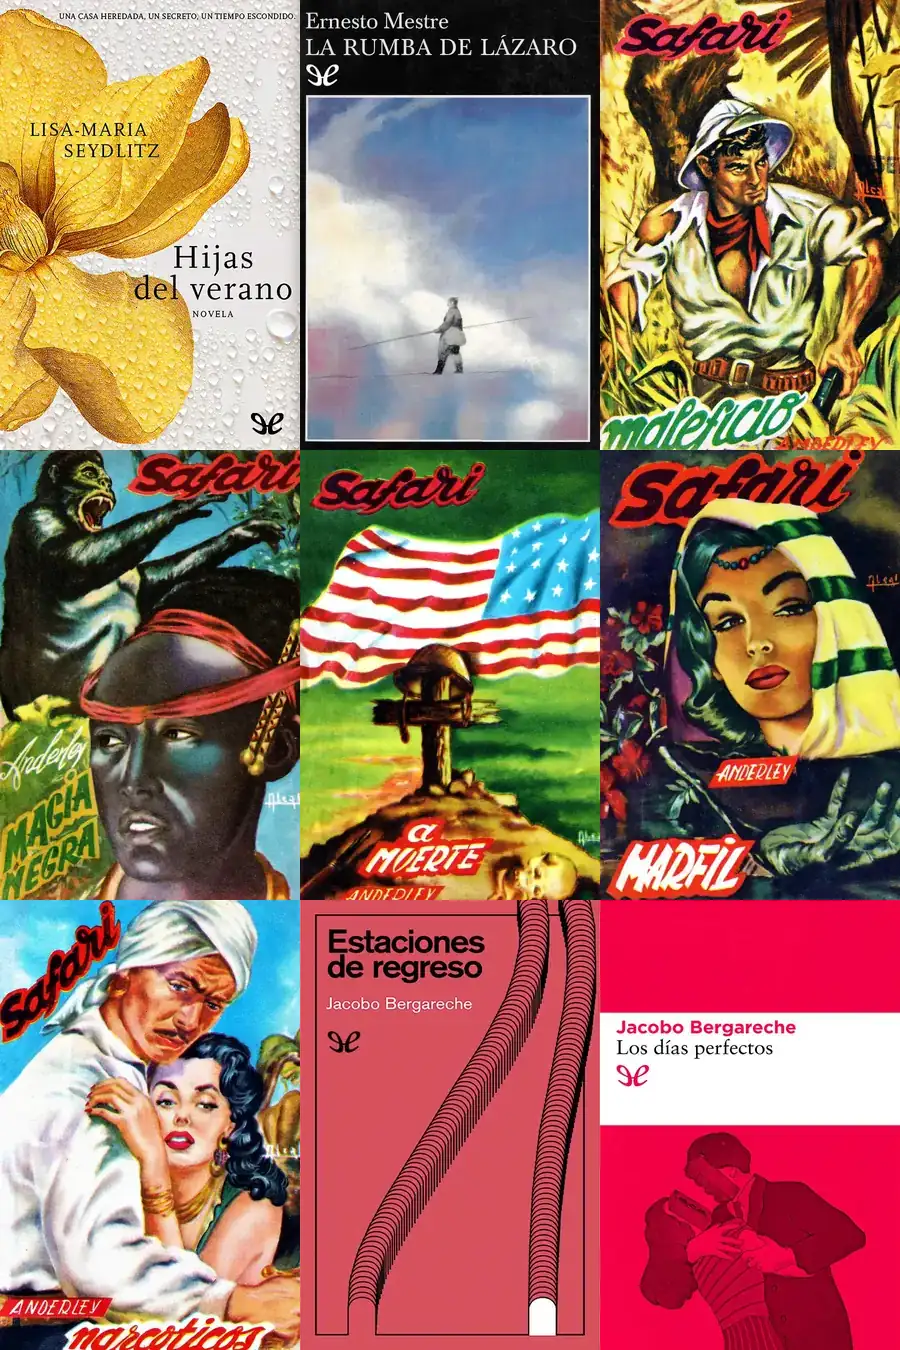 UNA CASA HEREDADA, UN SECRETO, UN TIEMPO ESCONDIDO.
LISA-MARIA
SEYDLITZ
Hijas
del verano
NOVELA
Ernesto Mestre
LA RUMBA DE LÁZARO
Safari
maleficio
ANDERLEY
Safari
Anderley
MAGIA
NEGRA
Safari
a
MUERTE
ANDERLEY
Safari
ANDERLEY
MARFIL
Safari
ANDERLEY
narcoticos
Estaciones
de regreso
Jacobo Bergareche
Jacobo Bergareche
Los días perfectos